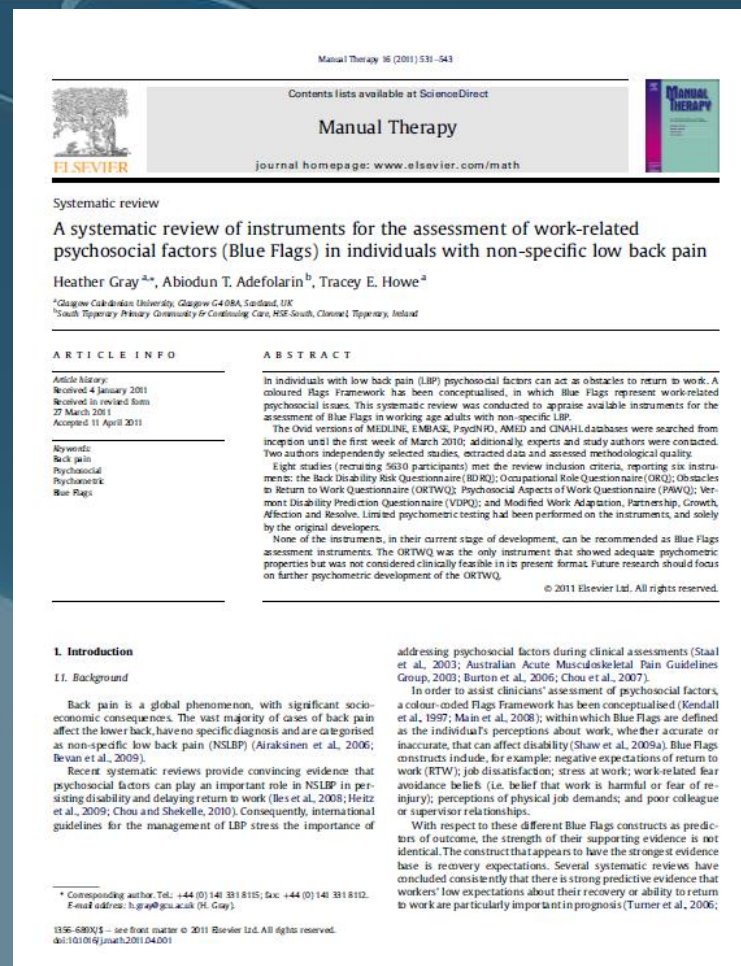 Manual Therapy 16 (2011) 531–543
Contents lists available at ScienceDirect
Manual Therapy
journal homepage: www.elsevier.com/math
ELSEVIER
MANUAL
THERAPY
Systematic review
A systematic review of instruments for the assessment of work-related
psychosocial factors (Blue Flags) in individuals with non-specific low back pain
Heather Gray a,*, Abiodun T. Adefolarin b, Tracey E. Howe a
a Glasgow Caledonian University, Glasgow G4 0BA, Scotland, UK
b South Tipperary Primary Community & Continuing Care, HSE-South, Clonmel, Tipperary, Ireland
ARTICLE INFO
Article history:
Received 4 January 2011
Received in revised form
27 March 2011
Accepted 11 April 2011
Keywords:
Back pain
Psychosocial
Psychometric
Blue Flags
ABSTRACT
In individuals with low back pain (LBP) psychosocial factors can act as obstacles to return to work. A
coloured Flags Framework has been conceptualised, in which Blue Flags represent work-related
psychosocial issues. This systematic review was conducted to appraise available instruments for the
assessment of Blue Flags in working age adults with non-specific LBP.
The Ovid versions of MEDLINE, EMBASE, PsycINFO, AMED and CINAHL databases were searched from
inception until the first week of March 2010; additionally, experts and study authors were contacted.
Two authors independently selected studies, extracted data and assessed methodological quality.
Eight studies (recruiting 5630 participants) met the review inclusion criteria, reporting six instru-
ments: the Back Disability Risk Questionnaire (BDRQ); Occupational Role Questionnaire (ORQ); Obstacles
to Return to Work Questionnaire (ORTWQ); Psychosocial Aspects of Work Questionnaire (PAWQ); Ver-
mont Disability Prediction Questionnaire (VDPQ); and Modified Work Adaptation, Partnership, Growth,
Affection and Resolve. Limited psychometric testing had been performed on the instruments, and solely
by the original developers.
None of the instruments, in their current stage of development, can be recommended as Blue Flags
assessment instruments. The ORTWQ was the only instrument that showed adequate psychometric
properties but was not considered clinically feasible in its present format. Future research should focus
on further psychometric development of the ORTWQ.
© 2011 Elsevier Ltd. All rights reserved.
1. Introduction
1.1. Background
Back pain is a global phenomenon, with significant socio-
economic consequences. The vast majority of cases of back pain
affect the lower back, have no specific diagnosis and are categorised
as non-specific low back pain (NSLBP) (Airaksinen et al., 2006;
Bevan et al., 2009).
Recent systematic reviews provide convincing evidence that
psychosocial factors can play an important role in NSLBP in per-
sisting disability and delaying return to work (Iles et al., 2008; Heitz
et al., 2009; Chou and Shekelle, 2010). Consequently, international
guidelines for the management of LBP stress the importance of
* Corresponding author. Tel.: +44 (0) 141 331 8115; fax: +44 (0) 141 331 8112.
E-mail address: h.gray@gcu.ac.uk (H. Gray).
1356-689X/$ – see front matter © 2011 Elsevier Ltd. All rights reserved.
doi:10.1016/j.math.2011.04.001
addressing psychosocial factors during clinical assessments (Staal
et al., 2003; Australian Acute Musculoskeletal Pain Guidelines
Group, 2003; Burton et al., 2006; Chou et al., 2007).
In order to assist clinicians' assessment of psychosocial factors,
a colour-coded Flags Framework has been conceptualised (Kendall
et al., 1997; Main et al., 2008); within which Blue Flags are defined
as the individual's perceptions about work, whether accurate or
inaccurate, that can affect disability (Shaw et al., 2009a). Blue Flags
constructs include, for example: negative expectations of return to
work (RTW); job dissatisfaction; stress at work; work-related fear
avoidance beliefs (i.e. belief that work is harmful or fear of re-
injury); perceptions of physical job demands; and poor colleague
or supervisor relationships.
With respect to these different Blue Flags constructs as predic-
tors of outcome, the strength of their supporting evidence is not
identical. The construct that appears to have the strongest evidence
base is recovery expectations. Several systematic reviews have
concluded consistently that there is strong predictive evidence that
workers' low expectations about their recovery or ability to return
to work are particularly important in prognosis (Turner et al., 2006;